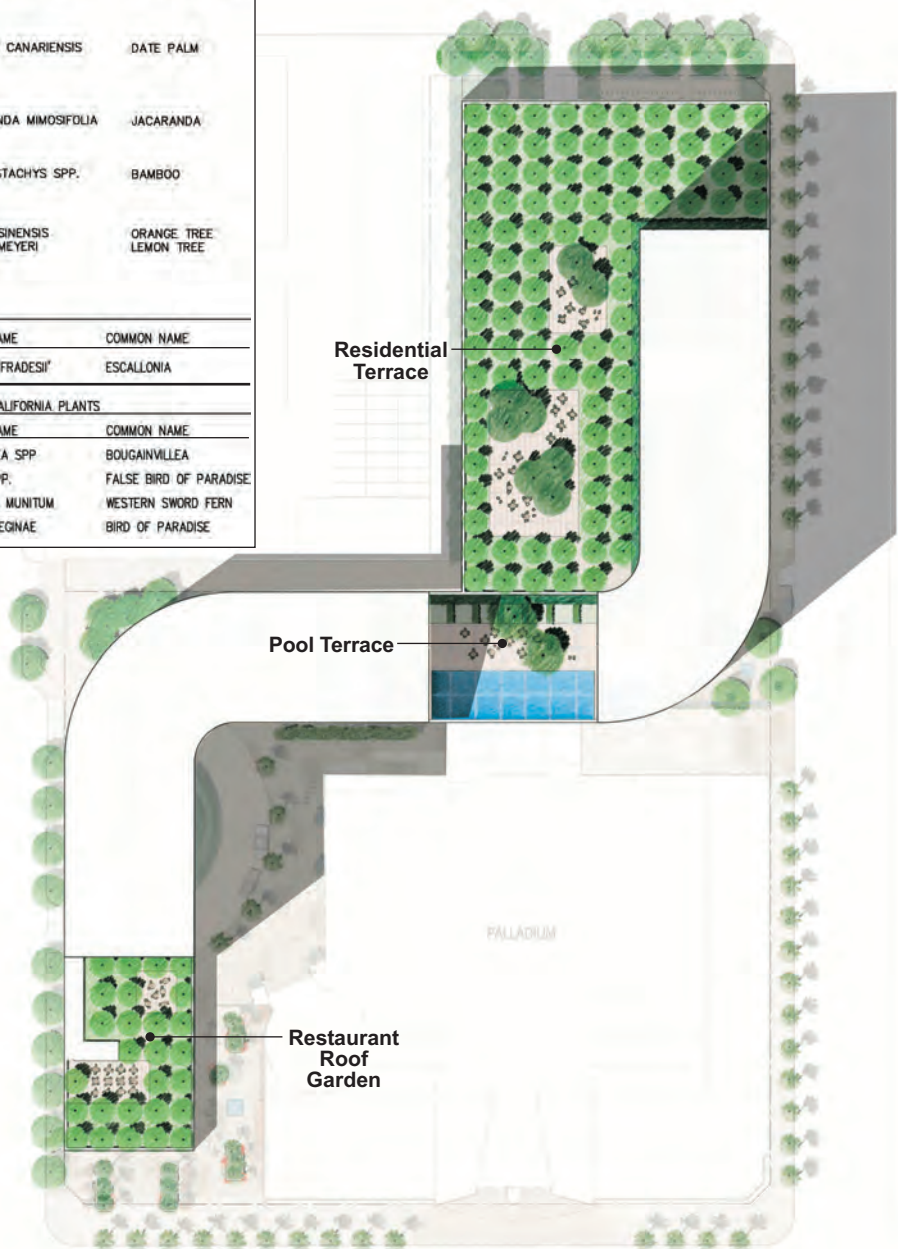 CANARIENSIS DATE PALM
NDA MIMOSIFOLIA JACARANDA
STACHYS SPP. BAMBOO
SINENSIS ORANGE TREE
MEYERI LEMON TREE
AME COMMON NAME
'FRADESII' ESCALLONIA
ALIFORNIA PLANTS
AME COMMON NAME
EA SPP BOUGAINVILLEA
PP. FALSE BIRD OF PARADISE
MUNITUM WESTERN SWORD FERN
EGINAE BIRD OF PARADISE
Residential
Terrace
Pool Terrace
PALLADIUM
Restaurant
Roof
Garden